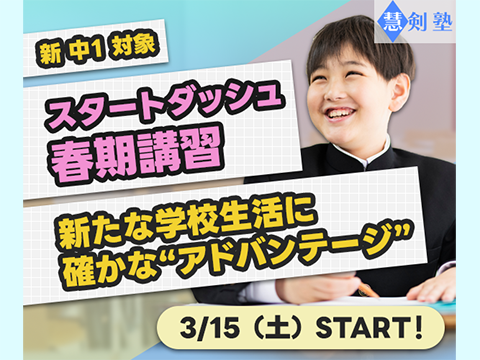 慧剣塾
新 中1 対象
スタートダッシュ
春期講習
新たな学校生活に
確かな“アドバンテージ”
3/15（土）START！